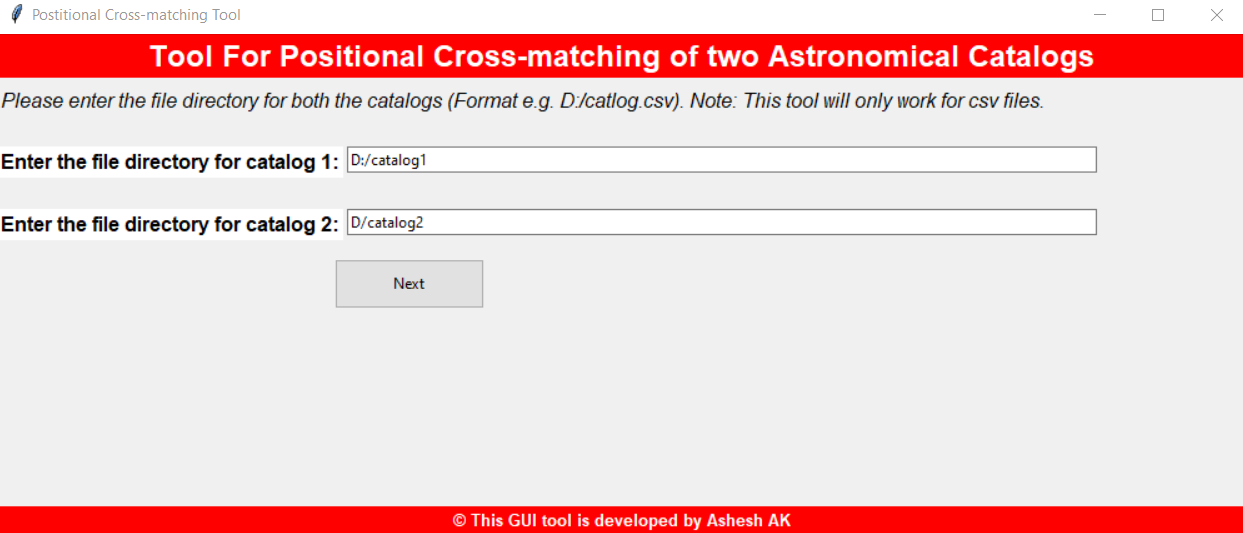 Postitional Cross-matching Tool
Tool For Positional Cross-matching of two Astronomical Catalogs
Please enter the file directory for both the catalogs (Format e.g. D:/catlog.csv). Note: This tool will only work for csv files.
Enter the file directory for catalog 1: D:/catalog1
Enter the file directory for catalog 2: D/catalog2
Next
© This GUI tool is developed by Ashesh AK